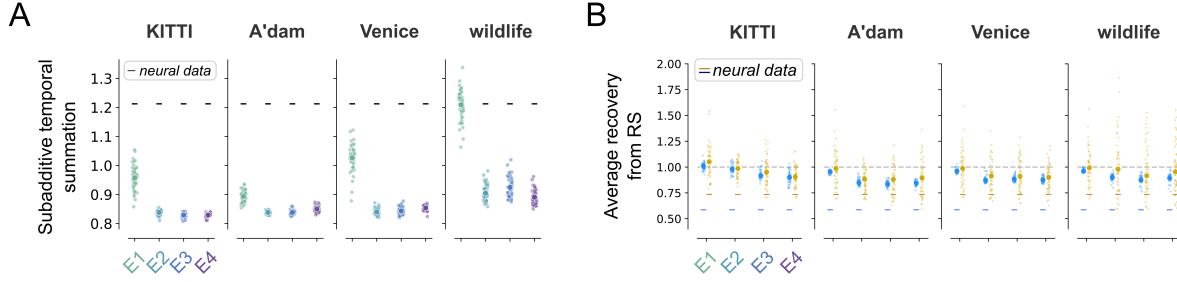 A
KITTI
A'dam
Venice
wildlife
Subadditive temporal
summation
1.3
1.2
1.1
1.0
0.9
0.8
neural data
E1
E2
E3
E4
B
KITTI
A'dam
Venice
wildlife
Average recovery
from RS
2.00
1.75
1.50
1.25
1.00
0.75
0.50
neural data
E1
E2
E3
E4